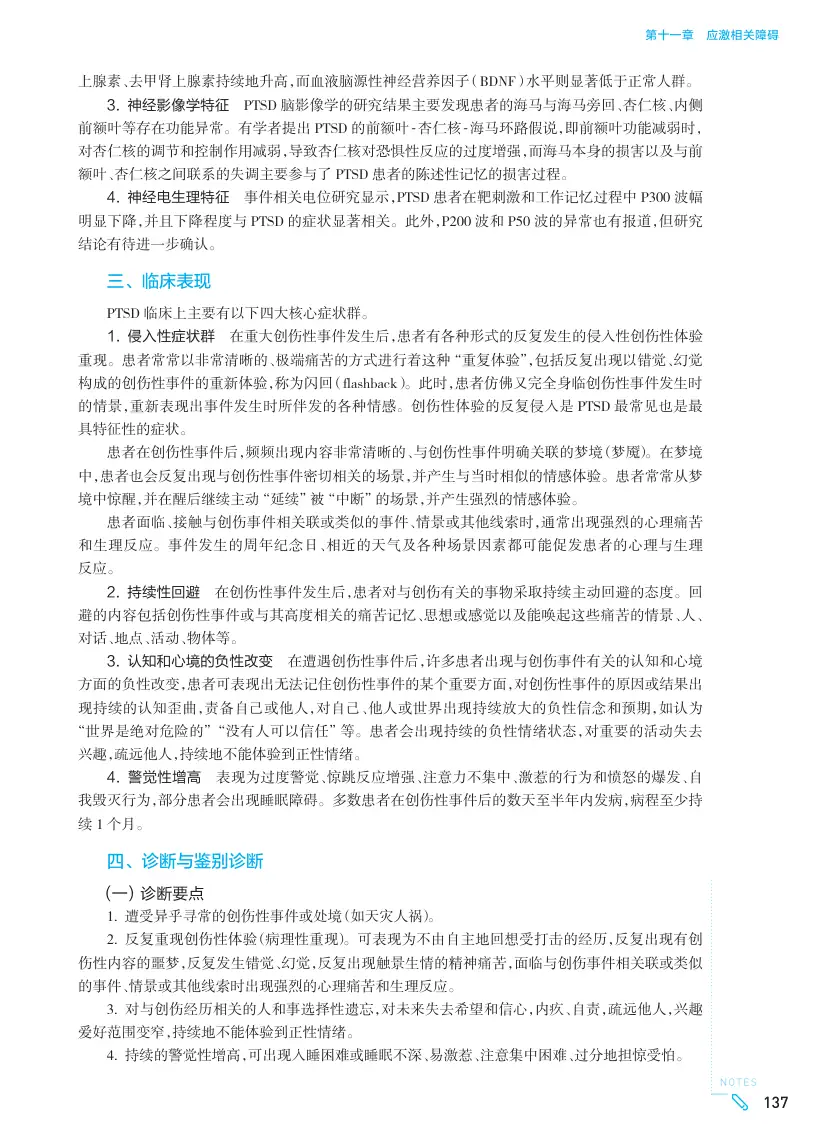 第十一章 应激相关障碍
上腺素、去甲肾上腺素持续地升高，而血液脑源性神经营养因子（BDNF）水平则显著低于正常人群。
3. 神经影像学特征 PTSD 脑影像学的研究结果主要发现患者的海马与海马旁回、杏仁核、内侧
前额叶等存在功能异常。有学者提出 PTSD 的前额叶-杏仁核-海马环路假说，即前额叶功能减弱时，
对杏仁核的调节和控制作用减弱，导致杏仁核对恐惧性反应的过度增强，而海马本身的损害以及与前
额叶、杏仁核之间联系的失调主要参与了 PTSD 患者的陈述性记忆的损害过程。
4. 神经电生理特征 事件相关电位研究显示，PTSD 患者在靶刺激和工作记忆过程中 P300 波幅
明显下降，并且下降程度与 PTSD 的症状显著相关。此外，P200 波和 P50 波的异常也有报道，但研究
结论有待进一步确认。
三、临床表现
PTSD 临床上主要有以下四大核心症状群。
1. 侵入性症状群 在重大创伤性事件发生后，患者有各种形式的反复发生的侵入性创伤性体验
重现。患者常常以非常清晰的、极端痛苦的方式进行着这种“重复体验”，包括反复出现以错觉、幻觉
构成的创伤性事件的重新体验，称为闪回（flashback）。此时，患者仿佛又完全身临创伤性事件发生时
的情景，重新表现出事件发生时所伴发的各种情感。创伤性体验的反复侵入是 PTSD 最常见也是最
具特征性的症状。
患者在创伤性事件后，频频出现内容非常清晰的、与创伤性事件明确关联的梦境（梦魇）。在梦境
中，患者也会反复出现与创伤性事件密切相关的场景，并产生与当时相似的情感体验。患者常常从梦
境中惊醒，并在醒后继续主动“延续”被“中断”的场景，并产生强烈的情感体验。
患者面临、接触与创伤事件相关联或类似的事件、情景或其他线索时，通常出现强烈的心理痛苦
和生理反应。事件发生的周年纪念日、相近的天气及各种场景因素都可能促发患者的心理与生理
反应。
2. 持续性回避 在创伤性事件发生后，患者对与创伤有关的事物采取持续主动回避的态度。回
避的内容包括创伤性事件或与其高度相关的痛苦记忆、思想或感觉以及能唤起这些痛苦的情景、人、
对话、地点、活动、物体等。
3. 认知和心境的负性改变 在遭遇创伤性事件后，许多患者出现与创伤事件有关的认知和心境
方面的负性改变，患者可表现出无法记住创伤性事件的某个重要方面，对创伤性事件的原因或结果出
现持续的认知歪曲，责备自己或他人，对自己、他人或世界出现持续放大的负性信念和预期，如认为
“世界是绝对危险的”“没有人可以信任”等。患者会出现持续的负性情绪状态，对重要的活动失去
兴趣，疏远他人，持续地不能体验到正性情绪。
4. 警觉性增高 表现为过度警觉、惊跳反应增强、注意力不集中、激惹的行为和愤怒的爆发、自
我毁灭行为，部分患者会出现睡眠障碍。多数患者在创伤性事件后的数天至半年内发病，病程至少持
续 1 个月。
四、诊断与鉴别诊断
（一）诊断要点
1. 遭受异乎寻常的创伤性事件或处境（如天灾人祸）。
2. 反复重现创伤性体验（病理性重现）。可表现为不由自主地回想受打击的经历，反复出现有创
伤性内容的噩梦，反复发生错觉、幻觉，反复出现触景生情的精神痛苦，面临与创伤事件相关联或类似
的事件、情景或其他线索时出现强烈的心理痛苦和生理反应。
3. 对与创伤经历相关的人和事选择性遗忘，对未来失去希望和信心，内疚、自责，疏远他人，兴趣
爱好范围变窄，持续地不能体验到正性情绪。
4. 持续的警觉性增高，可出现入睡困难或睡眠不深、易激惹、注意集中困难、过分地担惊受怕。
NOTES
137